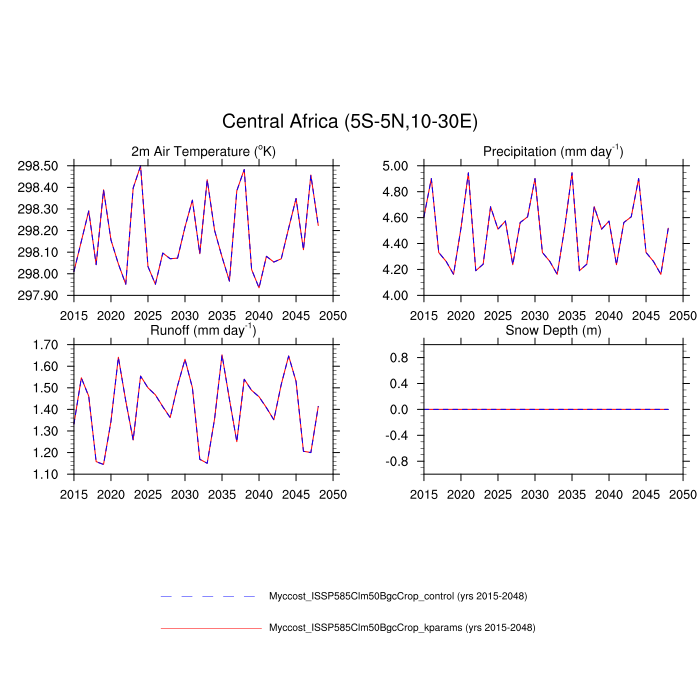 Central Africa (5S-5N,10-30E)
2m Air Temperature (°K)
298.50
298.40
298.30
298.20
298.10
298.00
297.90
2015 2020 2025 2030 2035 2040 2045 2050
Precipitation (mm day⁻¹)
5.00
4.80
4.60
4.40
4.20
4.00
2015 2020 2025 2030 2035 2040 2045 2050
Runoff (mm day⁻¹)
1.70
1.60
1.50
1.40
1.30
1.20
1.10
2015 2020 2025 2030 2035 2040 2045 2050
Snow Depth (m)
0.8
0.4
0.0
-0.4
-0.8
2015 2020 2025 2030 2035 2040 2045 2050
Myccost_ISSP585Clm50BgcCrop_control (yrs 2015-2048)
Myccost_ISSP585Clm50BgcCrop_kparams (yrs 2015-2048)